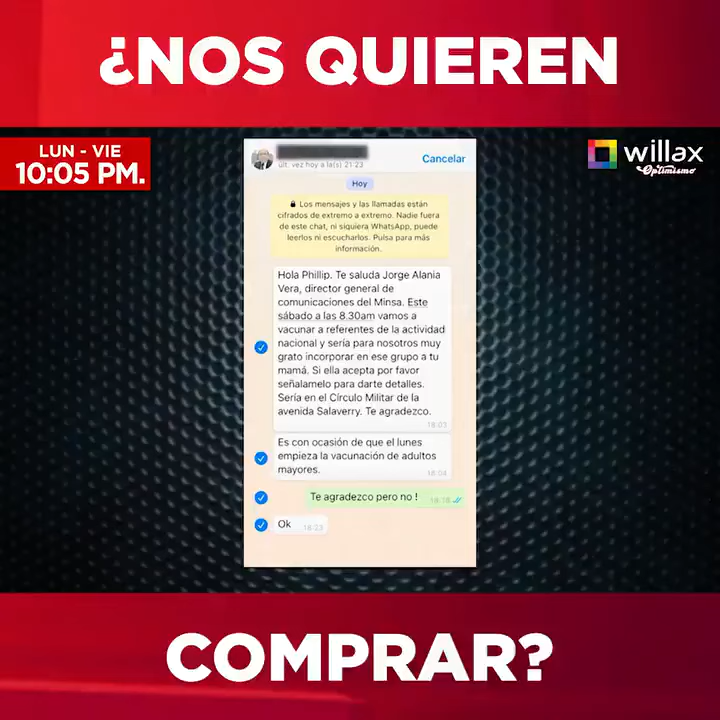 ¿NOS QUIEREN
LUN - VIE
10:05 PM.
willax
Optimismo
últ. vez hoy a la(s) 21:23
Cancelar
Hoy
Los mensajes y las llamadas están
cifrados de extremo a extremo. Nadie fuera
de este chat, ni siquiera WhatsApp, puede
leerlos ni escucharlos. Pulsa para más
información.
Hola Phillip. Te saluda Jorge Alania
Vera, director general de
comunicaciones del Minsa. Este
sábado a las 8.30am vamos a
vacunar a referentes de la actividad
nacional y sería para nosotros muy
grato incorporar en ese grupo a tu
mamá. Si ella acepta por favor
señalamelo para darte detalles.
Sería en el Círculo Militar de la
avenida Salaverry. Te agradezco.
18:03
Es con ocasión de que el lunes
empieza la vacunación de adultos
mayores.
18:04
Te agradezco pero no !
18:18
Ok
18:23
COMPRAR?